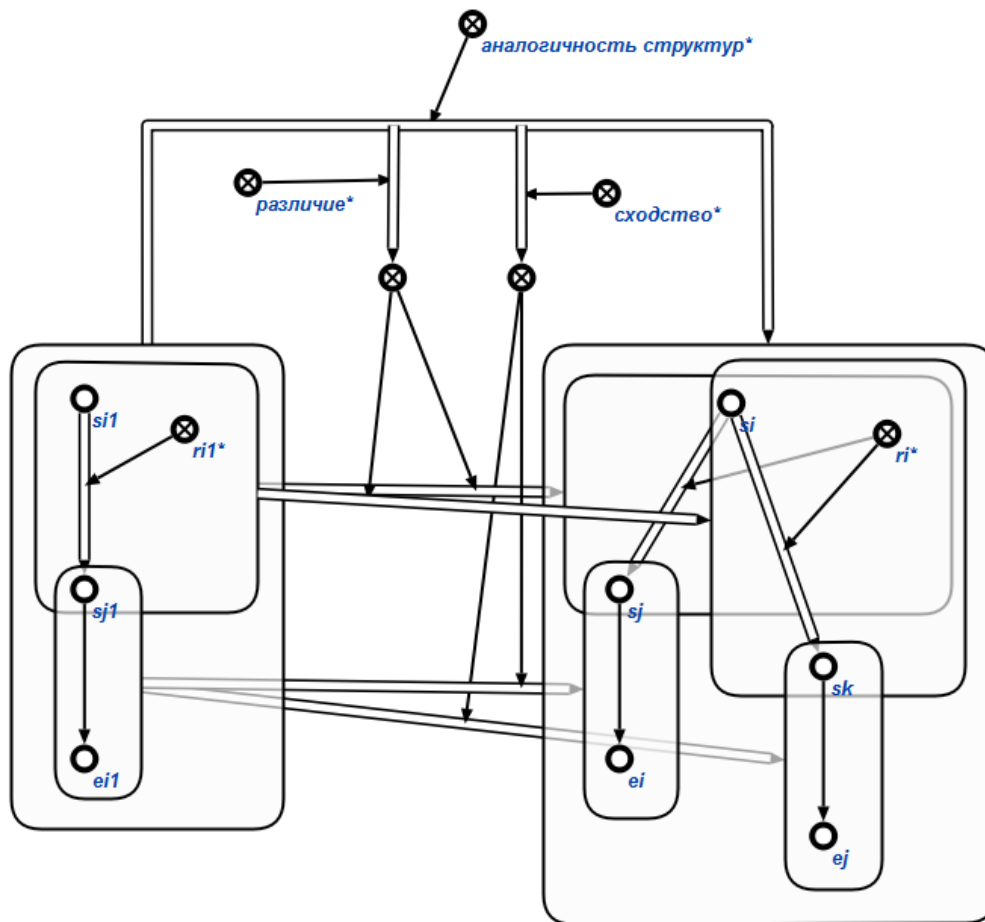 аналогичность структур*
различие*
сходство*
si1
ri1*
si
ri*
sj1
sj
sk
ei1
ei
ej